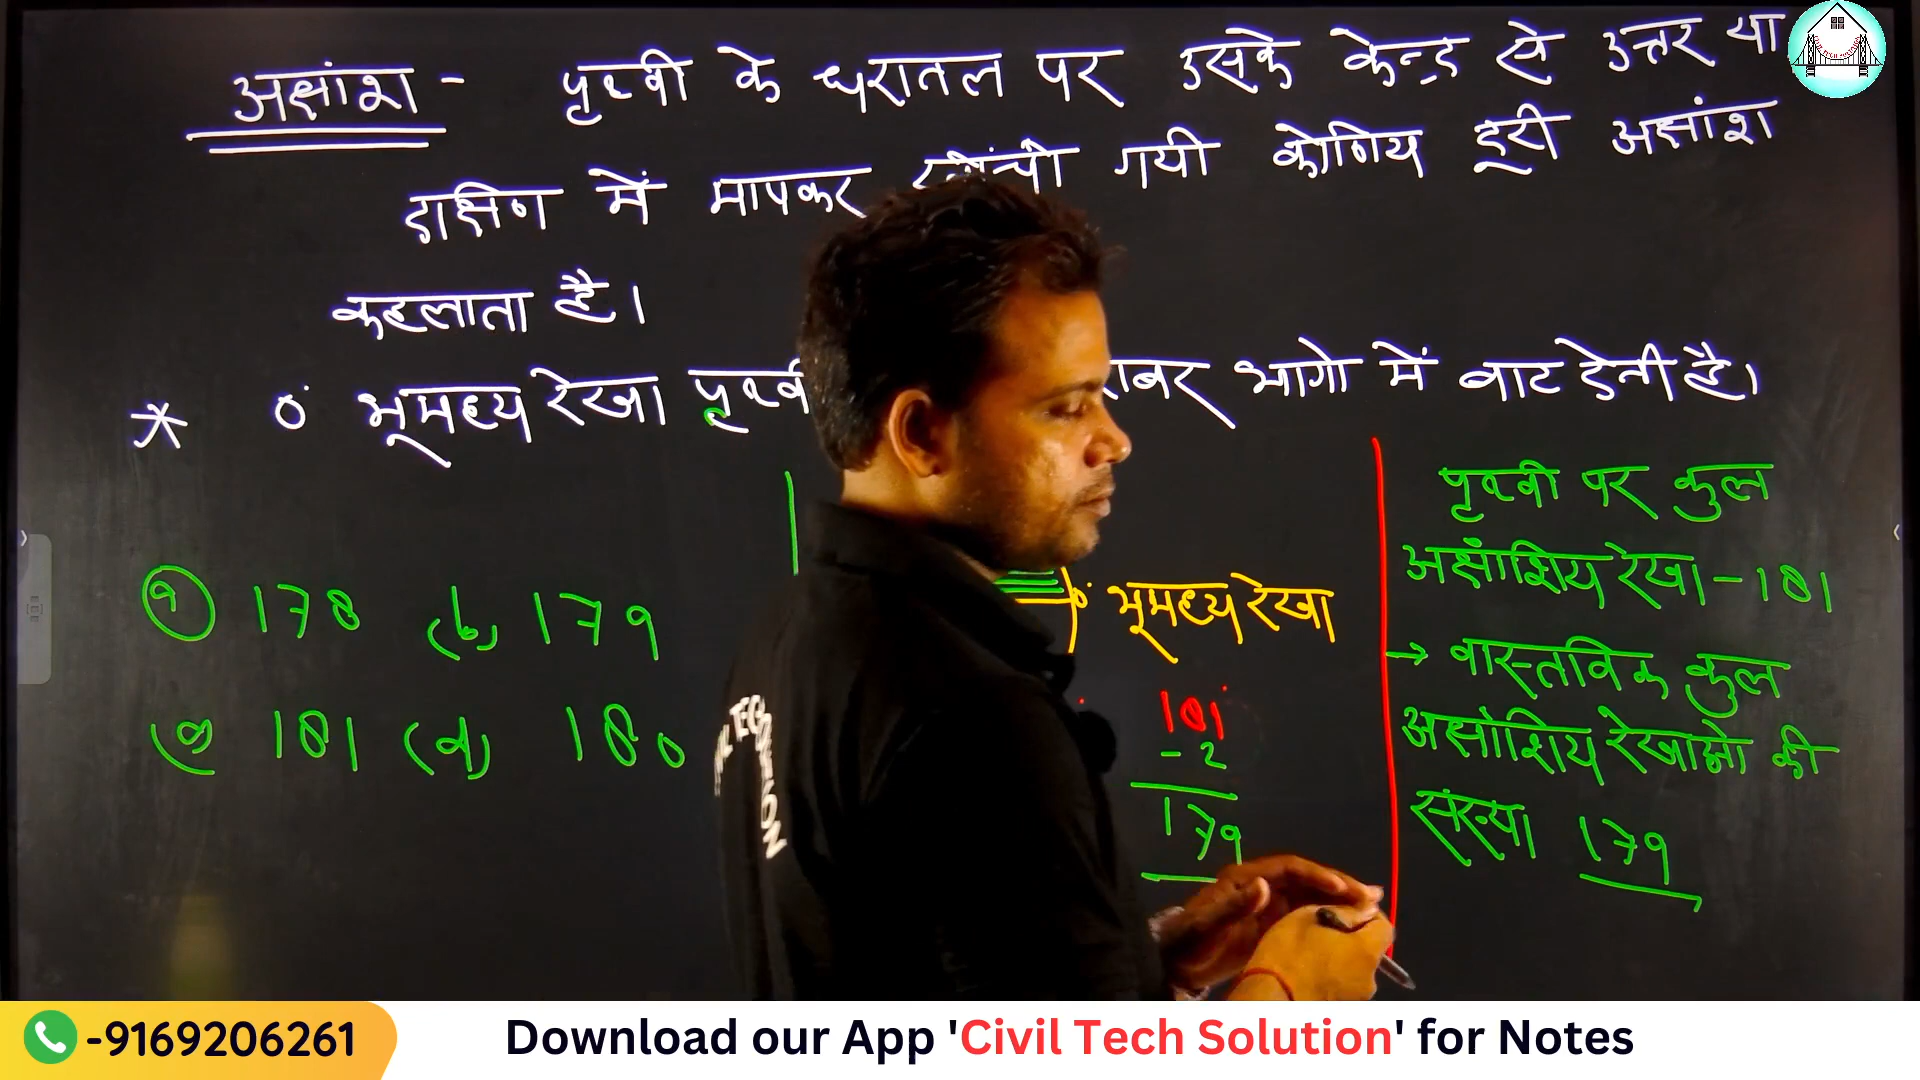 अक्षांश - पृथ्वी के धरातल पर उसके केन्द्र से उत्तर या
दक्षिण में मापकर खींची गयी कोणिय दूरी अक्षांश
कहलाता है।
* 0° भूमध्य रेखा पृथ्वी बराबर भागो में बाट देती है।
(a) 178 (b) 179
(c) 181 (d) 180
0° भूमध्य रेखा
181
- 2
179
पृथ्वी पर कुल
अक्षांशिय रेखा - 181
→ वास्तविक कुल
अक्षांशिय रेखाओ की
संख्या 179
-9169206261 Download our App 'Civil Tech Solution' for Notes